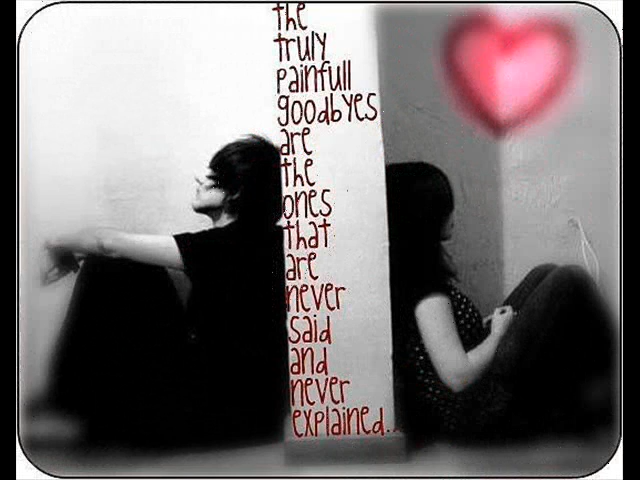 the
truly
painfull
goodbyes
are
the
ones
that
are
never
said
and
never
explained..